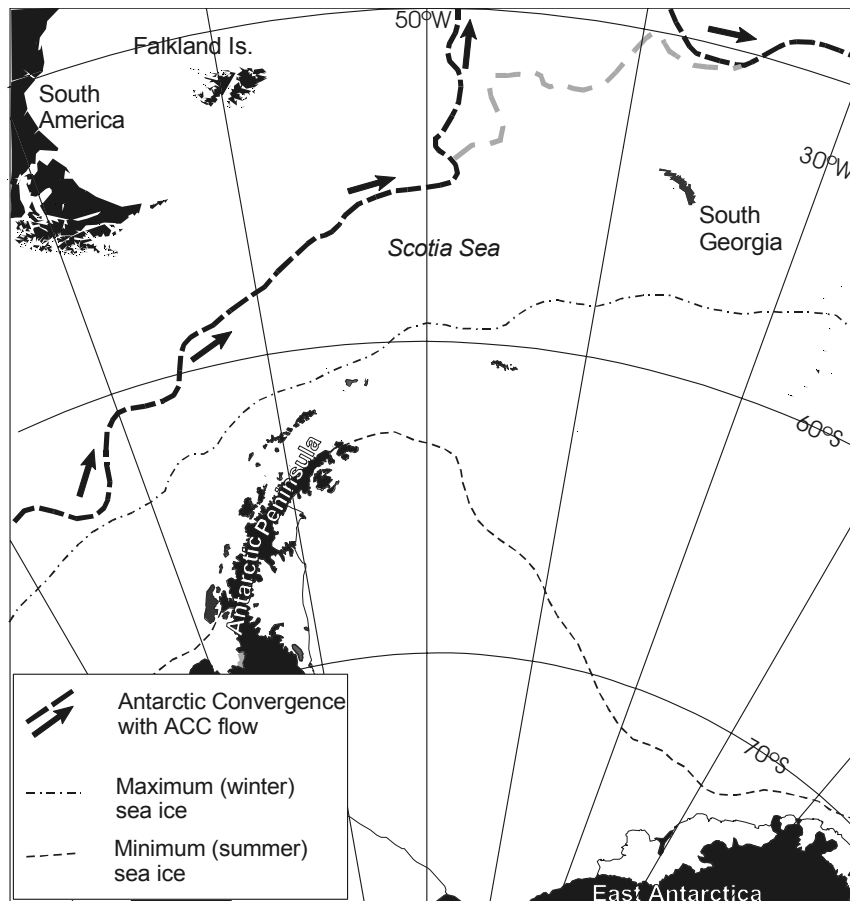 50°W
Falkland Is.
South
America
30°W
South
Georgia
Scotia Sea
60°S
Antarctic Peninsula
70°S
Antarctic Convergence
with ACC flow
Maximum (winter)
sea ice
Minimum (summer)
sea ice
East Antarctica